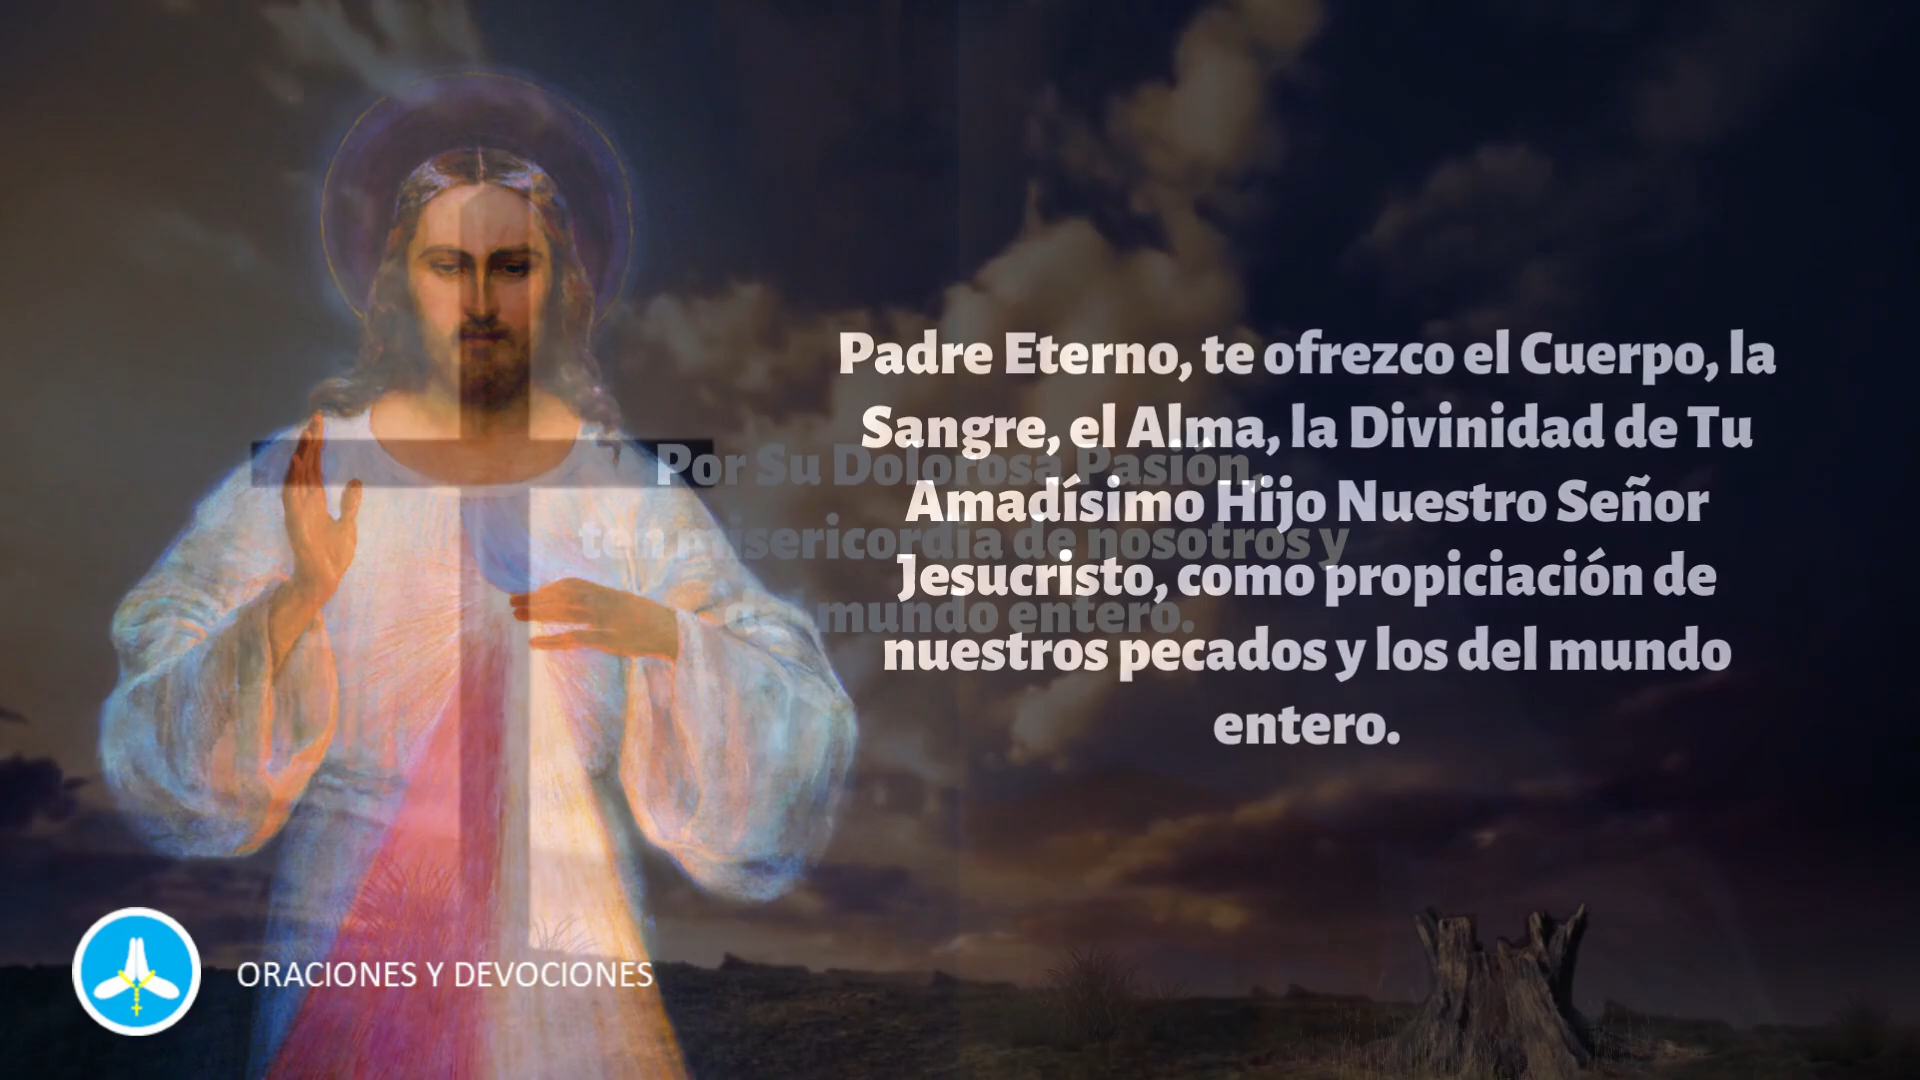 Padre Eterno, te ofrezco el Cuerpo, la
Sangre, el Alma, la Divinidad de Tu
Amadísimo Hijo Nuestro Señor
Jesucristo, como propiciación de
nuestros pecados y los del mundo
entero.
Por Su Dolorosa Pasión,
ten misericordia de nosotros y
del mundo entero.
ORACIONES Y DEVOCIONES